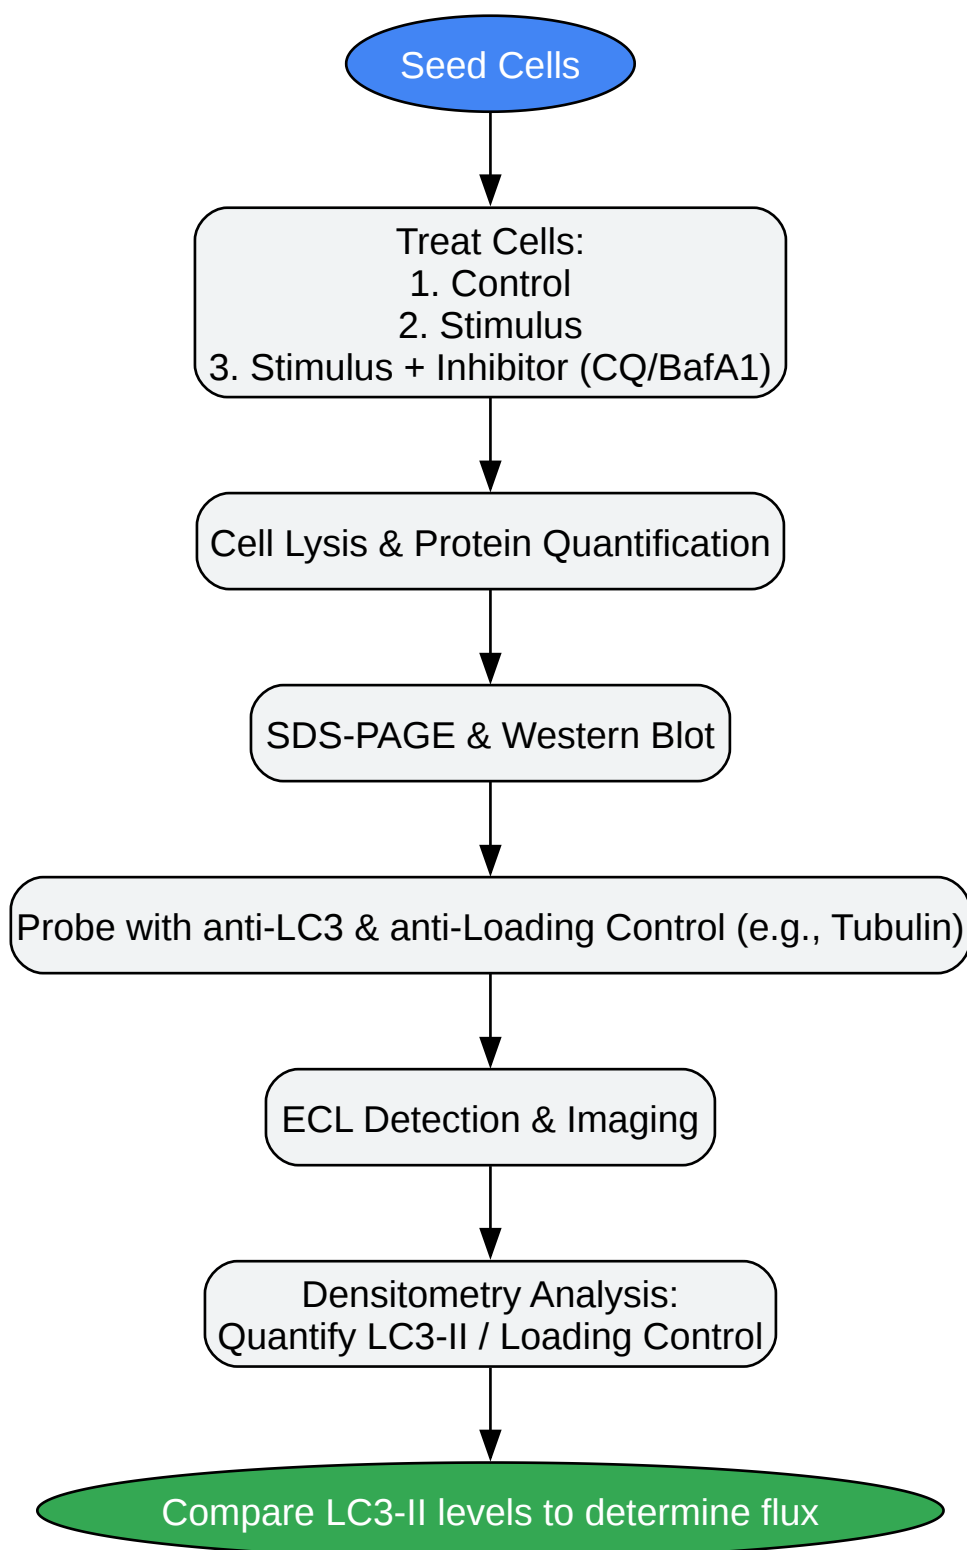 Seed Cells
Treat Cells:
1. Control
2. Stimulus
3. Stimulus + Inhibitor (CQ/BafA1)
Cell Lysis & Protein Quantification
SDS-PAGE & Western Blot
Probe with anti-LC3 & anti-Loading Control (e.g., Tubulin)
ECL Detection & Imaging
Densitometry Analysis:
Quantify LC3-II / Loading Control
Compare LC3-II levels to determine flux